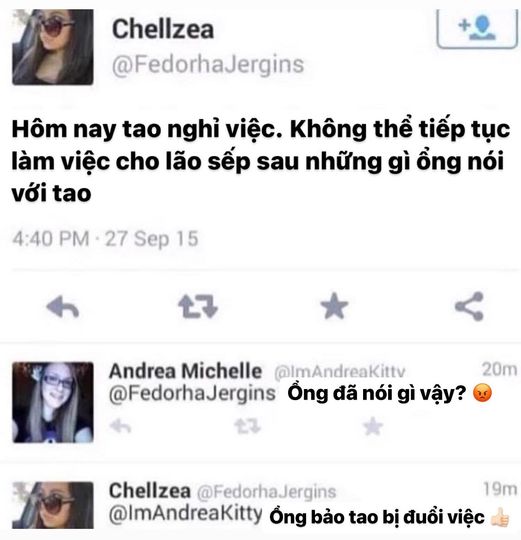 Chellzea
@FedorhaJergins
Hôm nay tao nghỉ việc. Không thể tiếp tục
làm việc cho lão sếp sau những gì ổng nói
với tao
4:40 PM · 27 Sep 15
Andrea Michelle @ImAndreaKitty 20m
@FedorhaJergins Ổng đã nói gì vậy? 😡
Chellzea @FedorhaJergins 19m
@ImAndreaKitty Ổng bảo tao bị đuổi việc 👍🏻